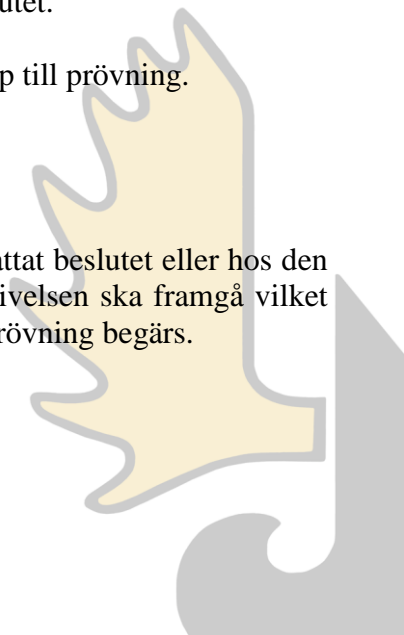 utet.
p till prövning.
attat beslutet eller hos den
ivelsen ska framgå vilket
rövning begärs.